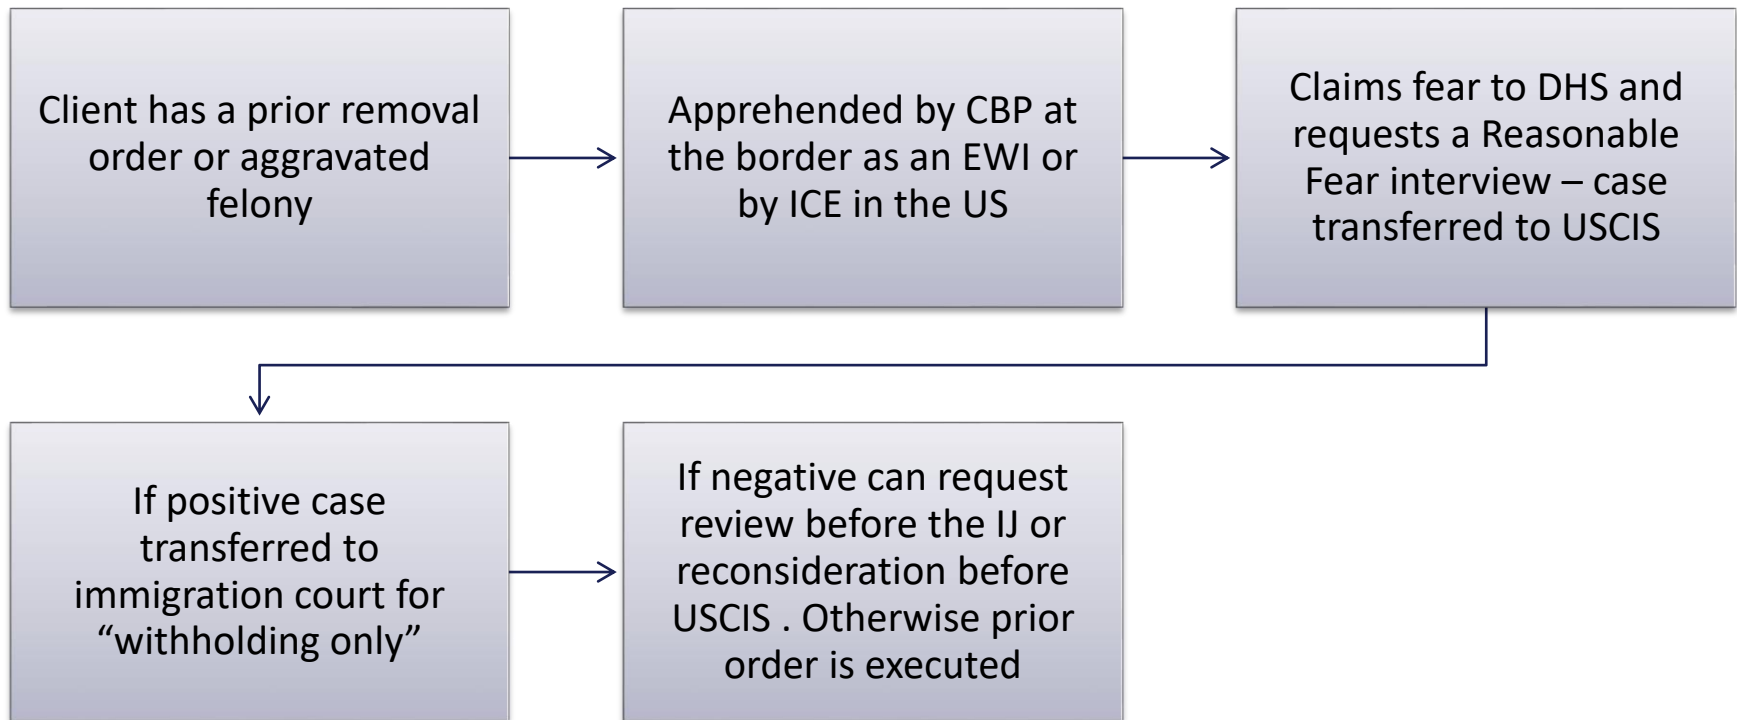 Client has a prior removal
order or aggravated
felony
Apprehended by CBP at
the border as an EWI or
by ICE in the US
Claims fear to DHS and
requests a Reasonable
Fear interview – case
transferred to USCIS
If positive case
transferred to
immigration court for
“withholding only”
If negative can request
review before the IJ or
reconsideration before
USCIS . Otherwise prior
order is executed